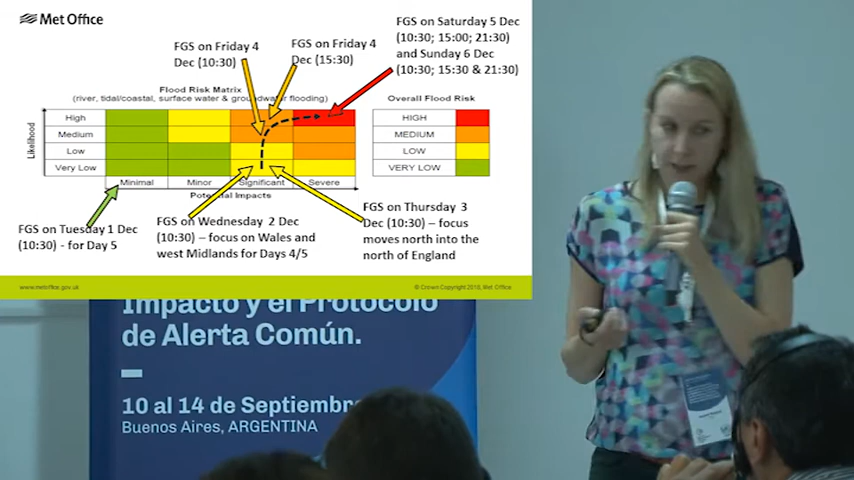 Met Office
FGS on Friday 4
Dec (10:30)
FGS on Friday 4
Dec (15:30)
FGS on Saturday 5 Dec
(10:30; 15:00; 21:30)
and Sunday 6 Dec
(10:30; 15:30 & 21:30)
Flood Risk Matrix
(river, tidal/coastal, surface water & groundwater flooding)
Likelihood
High
Medium
Low
Very Low
Minimal
Minor
Significant
Severe
Potential Impacts
Overall Flood Risk
HIGH
MEDIUM
LOW
VERY LOW
FGS on Tuesday 1 Dec
(10:30) - for Day 5
FGS on Wednesday 2 Dec
(10:30) – focus on Wales and
west Midlands for Days 4/5
FGS on Thursday 3
Dec (10:30) – focus
moves north into the
north of England
www.metoffice.gov.uk
© Crown Copyright 2018, Met Office
Impacto y el Protocolo
de Alerta Común.
10 al 14 de Septiembre
Buenos Aires, ARGENTINA